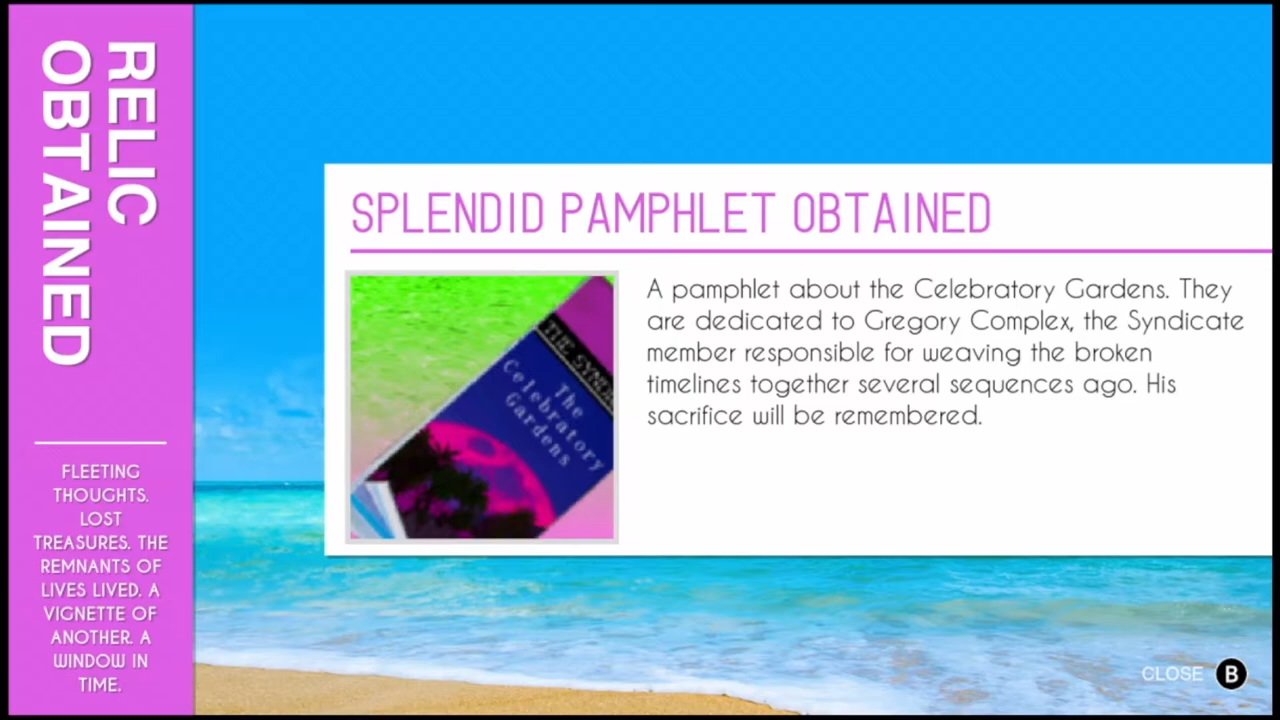 RELIC
OBTAINED
FLEETING
THOUGHTS.
LOST
TREASURES. THE
REMNANTS OF
LIVES LIVED. A
VIGNETTE OF
ANOTHER. A
WINDOW IN
TIME.
SPLENDID PAMPHLET OBTAINED
THE
The
Celebratory
Gardens
A pamphlet about the Celebratory Gardens. They
are dedicated to Gregory Complex, the Syndicate
member responsible for weaving the broken
timelines together several sequences ago. His
sacrifice will be remembered.
CLOSE B